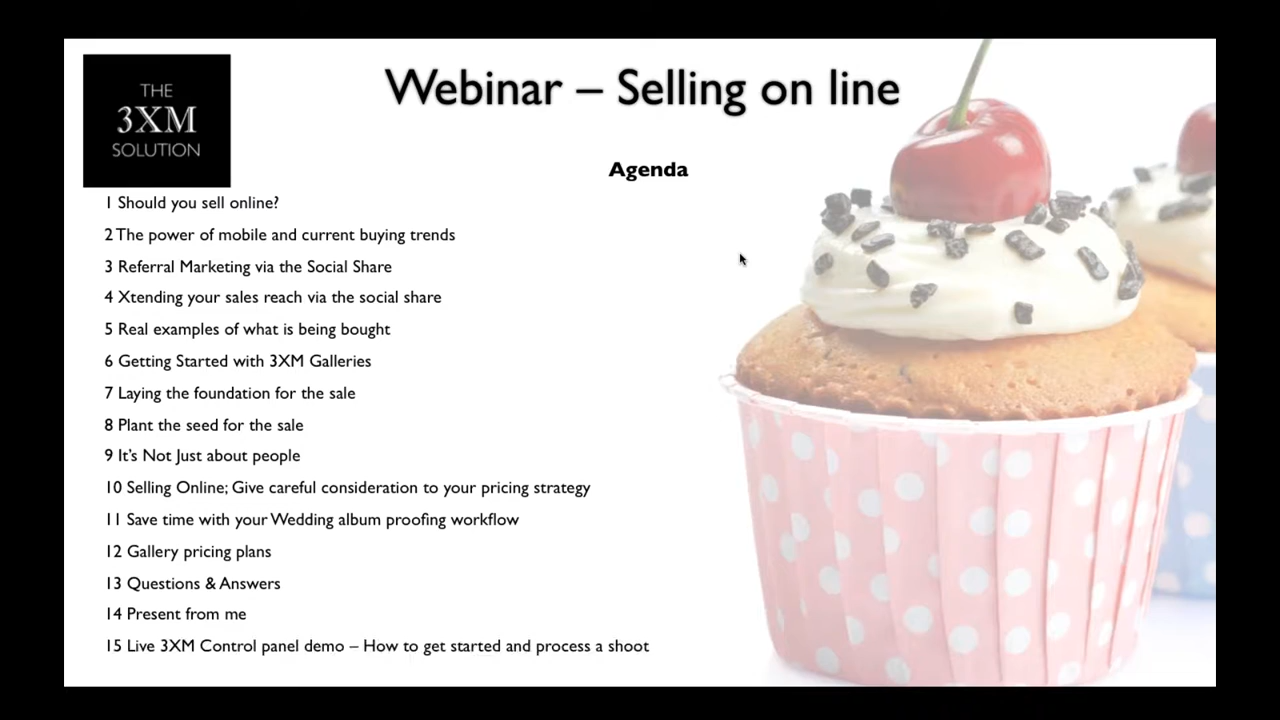 THE
3XM
SOLUTION
Webinar – Selling on line
Agenda
1 Should you sell online?
2 The power of mobile and current buying trends
3 Referral Marketing via the Social Share
4 Xtending your sales reach via the social share
5 Real examples of what is being bought
6 Getting Started with 3XM Galleries
7 Laying the foundation for the sale
8 Plant the seed for the sale
9 It’s Not Just about people
10 Selling Online; Give careful consideration to your pricing strategy
11 Save time with your Wedding album proofing workflow
12 Gallery pricing plans
13 Questions & Answers
14 Present from me
15 Live 3XM Control panel demo – How to get started and process a shoot